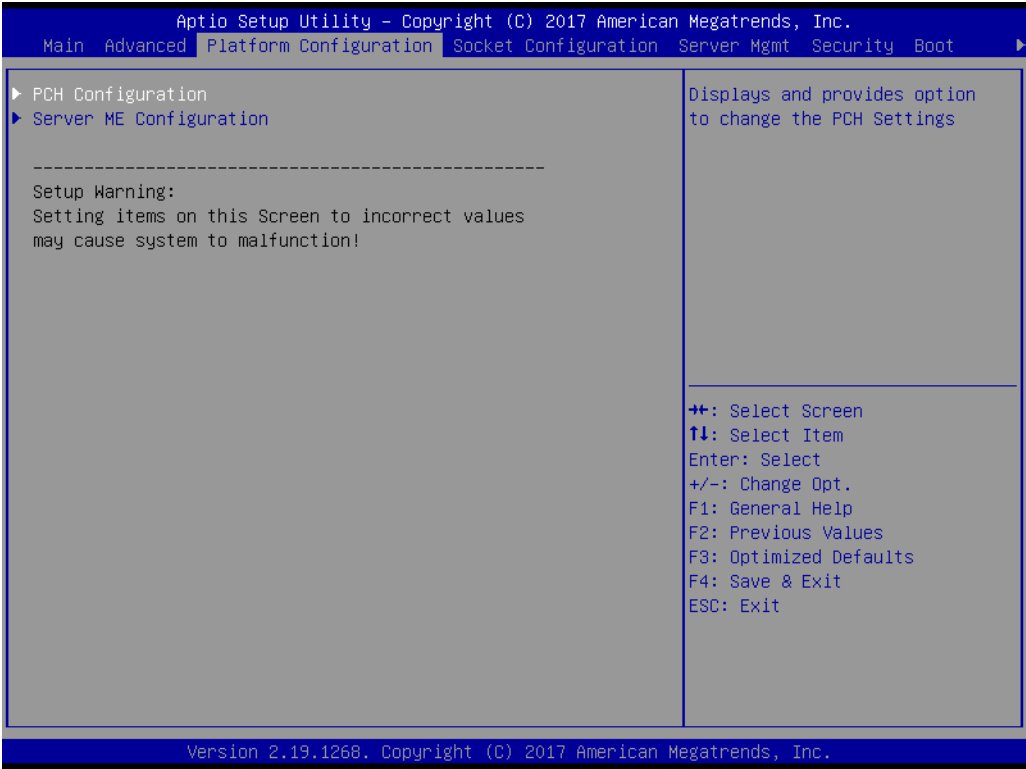 Aptio Setup Utility – Copyright (C) 2017 American Megatrends, Inc.
Main Advanced Platform Configuration Socket Configuration Server Mgmt Security Boot
PCH Configuration
Server ME Configuration
--------------------------------------------------
Setup Warning:
Setting items on this Screen to incorrect values
may cause system to malfunction!
Displays and provides option
to change the PCH Settings
→←: Select Screen
↑↓: Select Item
Enter: Select
+/-: Change Opt.
F1: General Help
F2: Previous Values
F3: Optimized Defaults
F4: Save & Exit
ESC: Exit
Version 2.19.1268. Copyright (C) 2017 American Megatrends, Inc.